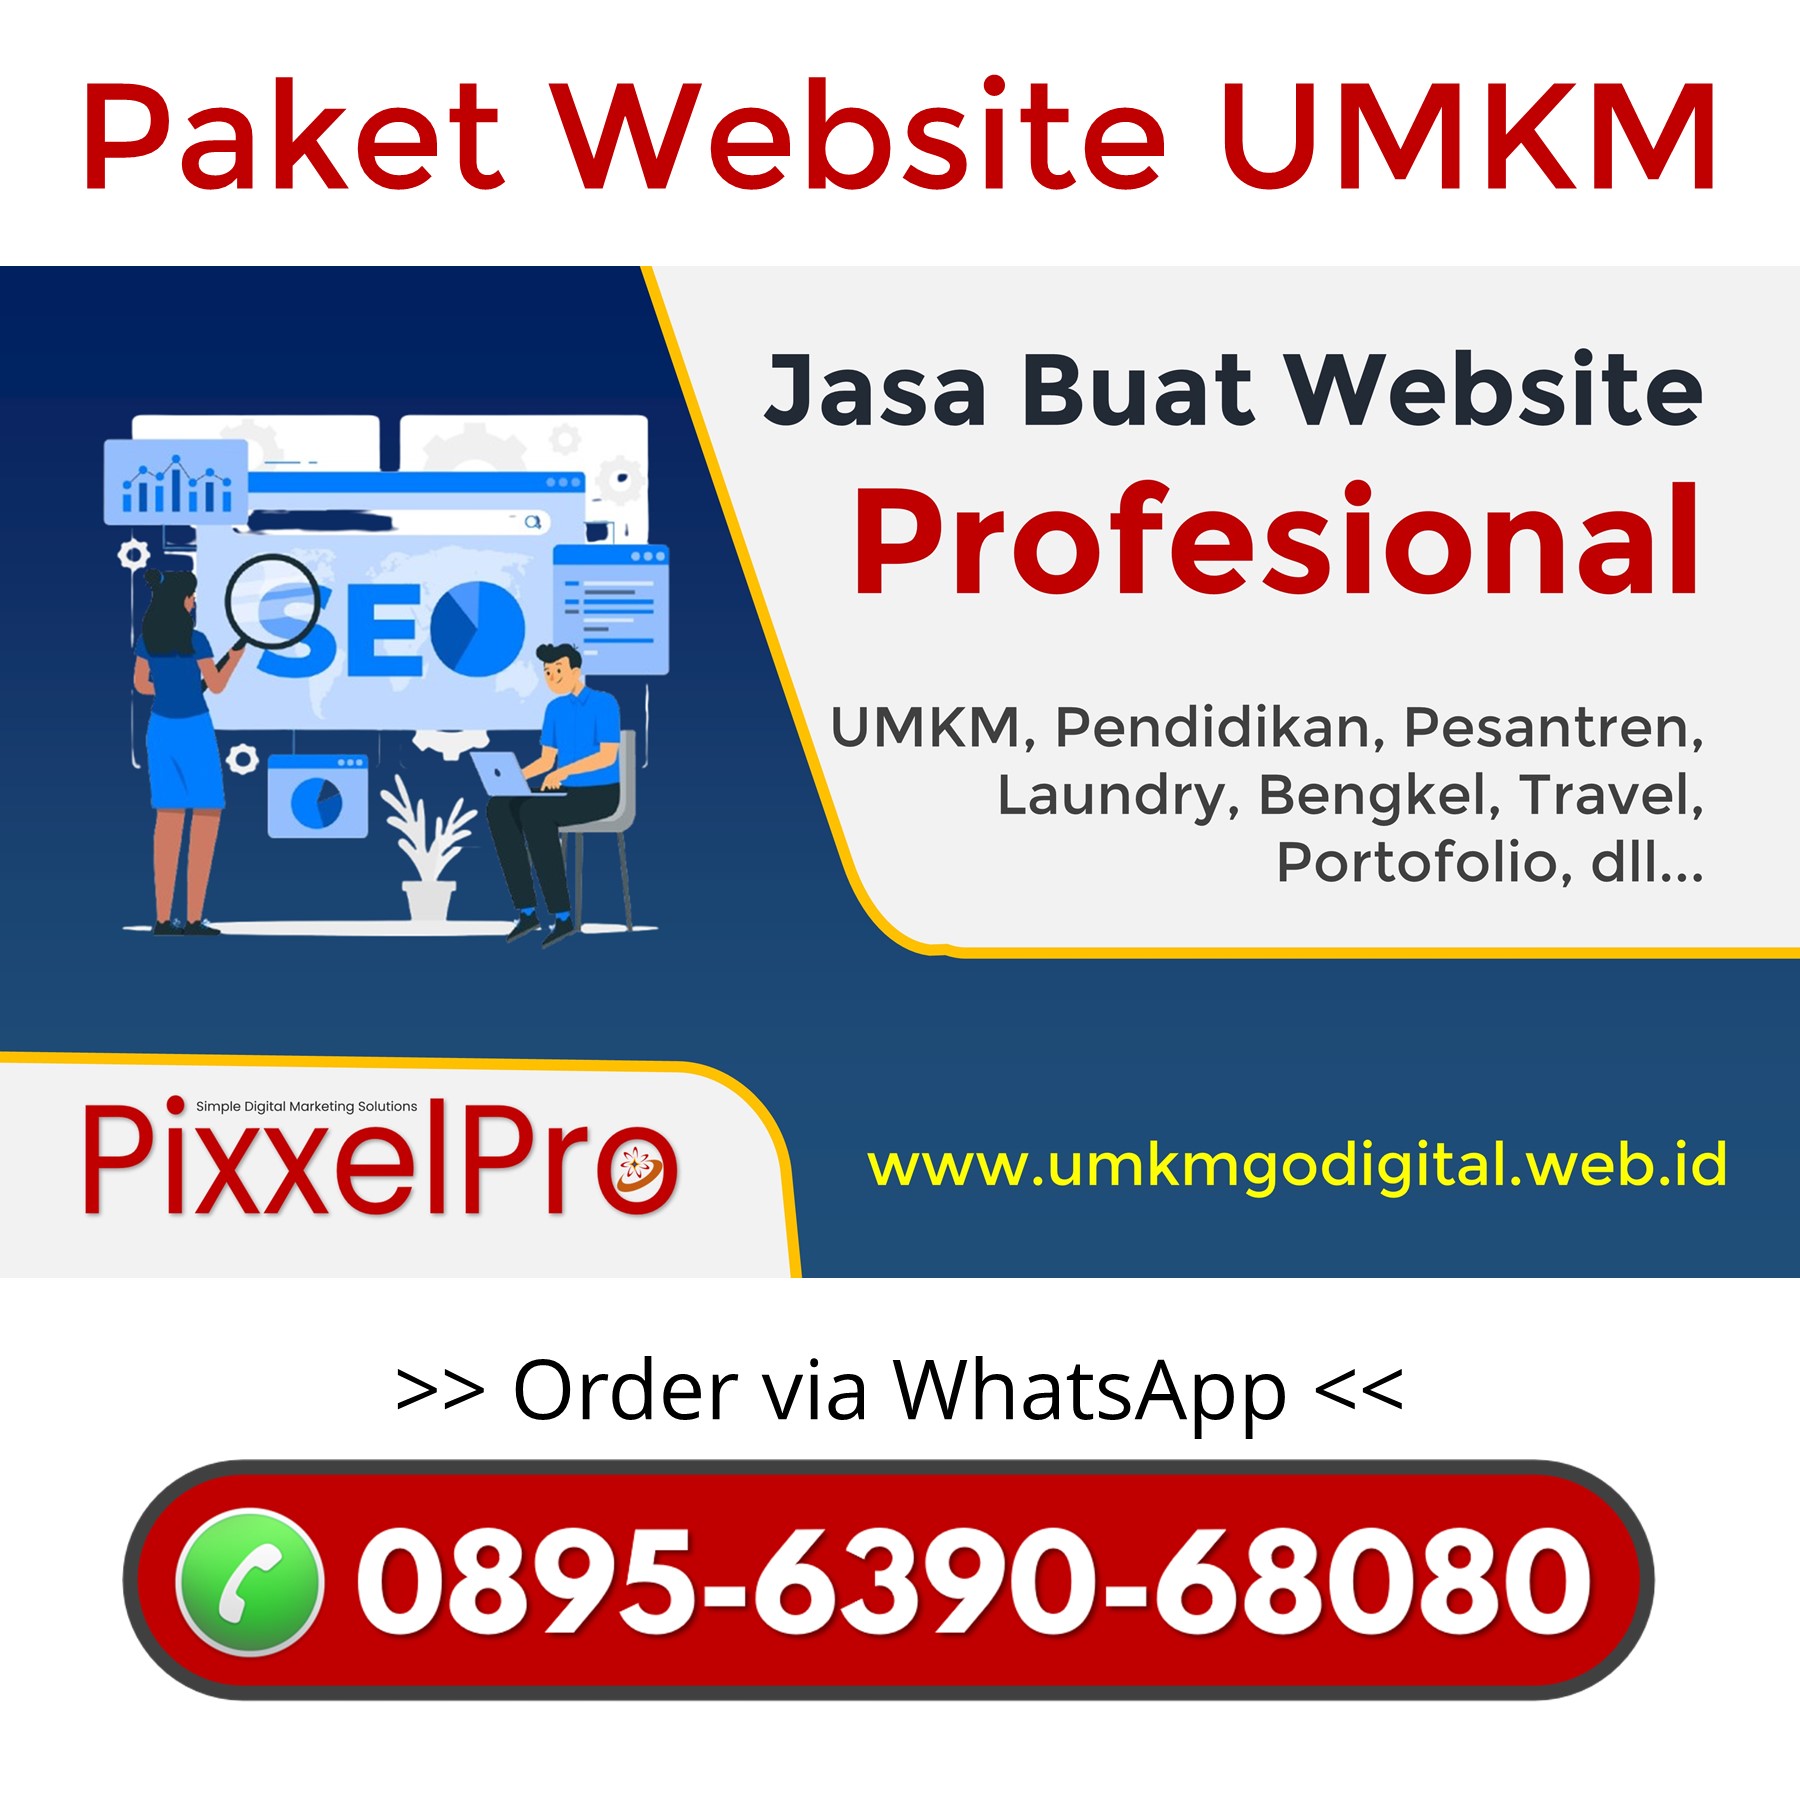 Paket Website UMKM
Jasa Buat Website
Profesional
SEO
UMKM, Pendidikan, Pesantren,
Laundry, Bengkel, Travel,
Portofolio, dll...
Simple Digital Marketing Solutions
PixxelPro
www.umkmgodigital.web.id
>> Order via WhatsApp <<
0895-6390-68080